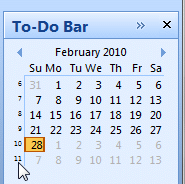 To-Do Bar » ×
February 2010
Su Mo Tu We Th Fr Sa
6 31 1 2 3 4 5 6
7 7 8 9 10 11 12 13
8 14 15 16 17 18 19 20
9 21 22 23 24 25 26 27
10 28 1 2 3 4 5 6
11 7 8 9 10 11 12 13